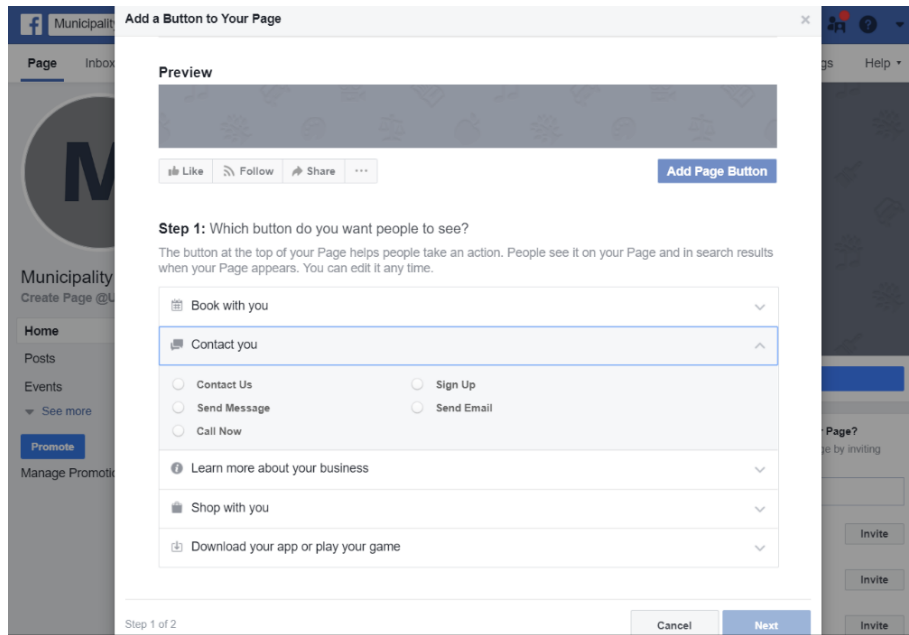 Add a Button to Your Page
Municipality
Page
Inbox
Help
Preview
Like
Follow
Share
Add Page Button
Step 1: Which button do you want people to see?
The button at the top of your Page helps people take an action. People see it on your Page and in search results
when your Page appears. You can edit it any time.
Book with you
Contact you
Contact Us
Sign Up
Send Message
Send Email
Call Now
Learn more about your business
Shop with you
Download your app or play your game
Step 1 of 2
Cancel
Next
M
Municipality
Create Page @U
Home
Posts
Events
See more
Promote
Manage Promotio
Page?
by inviting
Invite
Invite
Invite